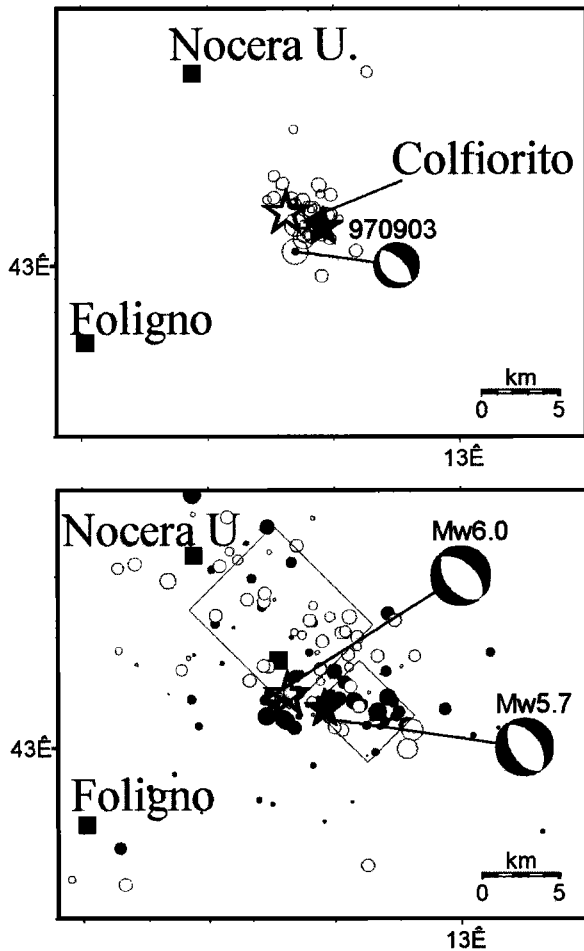 Nocera U.
Colfiorito
970903
43Ê
Foligno
km
0 5
13Ê
Nocera U
Mw6.0
Mw5.7
43Ê
Foligno
km
0 5
13Ê